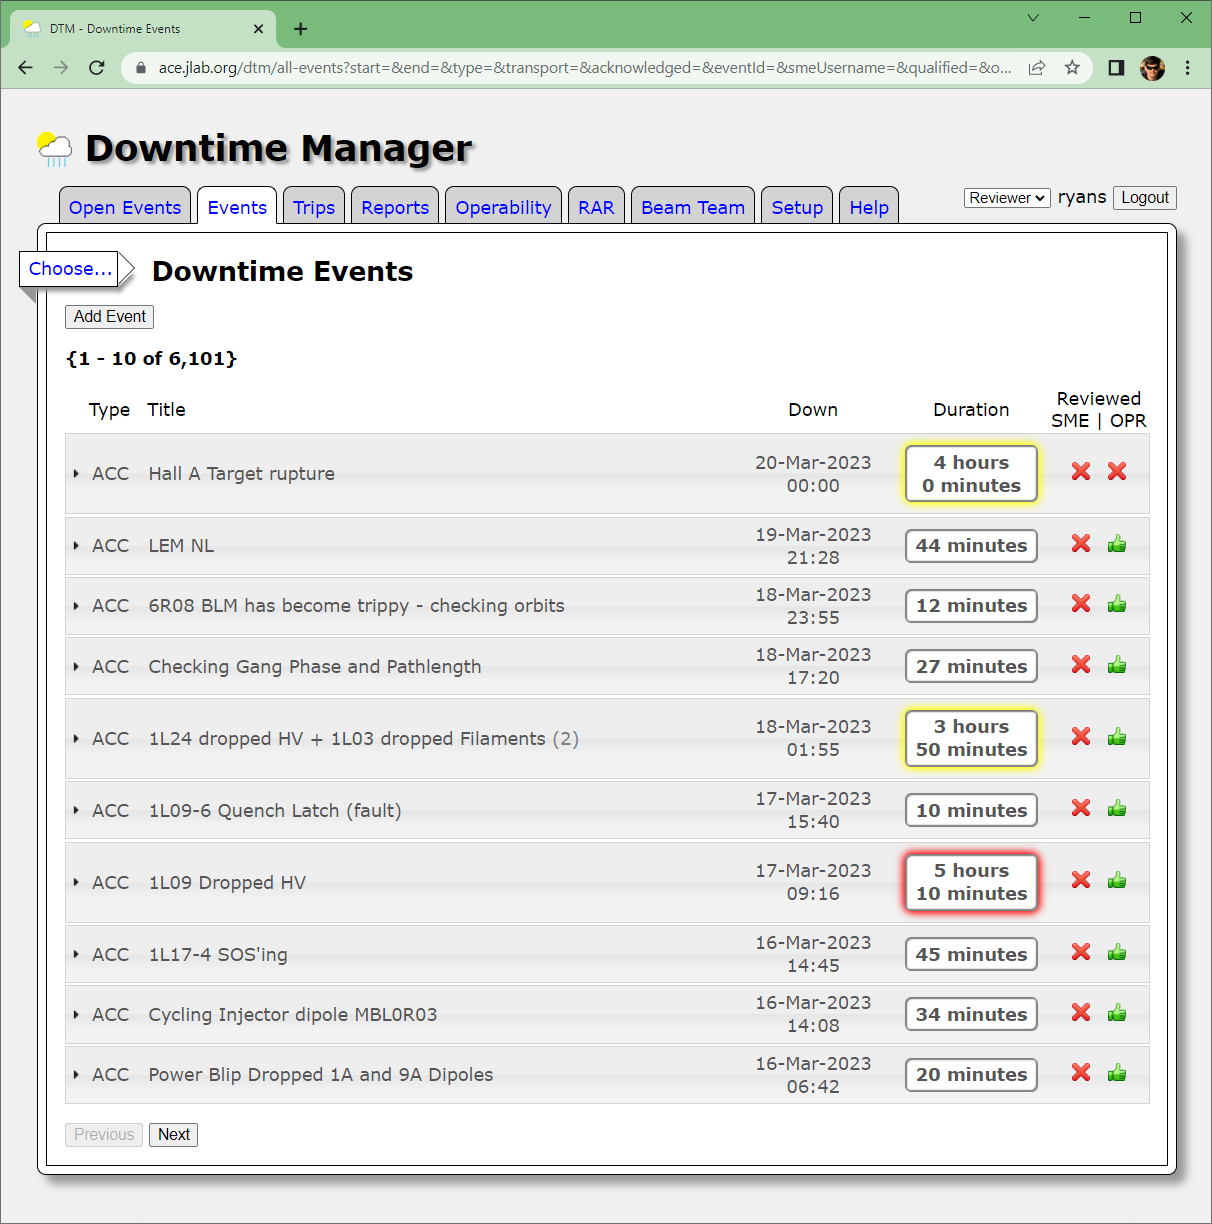 DTM - Downtime Events
ace.jlab.org/dtm/all-events?start=&end=&type=&transport=&acknowledged=&eventId=&smeUsername=&qualified=&o...
Downtime Manager
Open Events Events Trips Reports Operability RAR Beam Team Setup Help Reviewer ryans Logout
Choose...
Downtime Events
Add Event
{1 - 10 of 6,101}
Type Title Down Duration Reviewed
SME | OPR
ACC Hall A Target rupture 20-Mar-2023 00:00 4 hours 0 minutes
ACC LEM NL 19-Mar-2023 21:28 44 minutes
ACC 6R08 BLM has become trippy - checking orbits 18-Mar-2023 23:55 12 minutes
ACC Checking Gang Phase and Pathlength 18-Mar-2023 17:20 27 minutes
ACC 1L24 dropped HV + 1L03 dropped Filaments (2) 18-Mar-2023 01:55 3 hours 50 minutes
ACC 1L09-6 Quench Latch (fault) 17-Mar-2023 15:40 10 minutes
ACC 1L09 Dropped HV 17-Mar-2023 09:16 5 hours 10 minutes
ACC 1L17-4 SOS'ing 16-Mar-2023 14:45 45 minutes
ACC Cycling Injector dipole MBL0R03 16-Mar-2023 14:08 34 minutes
ACC Power Blip Dropped 1A and 9A Dipoles 16-Mar-2023 06:42 20 minutes
Previous Next